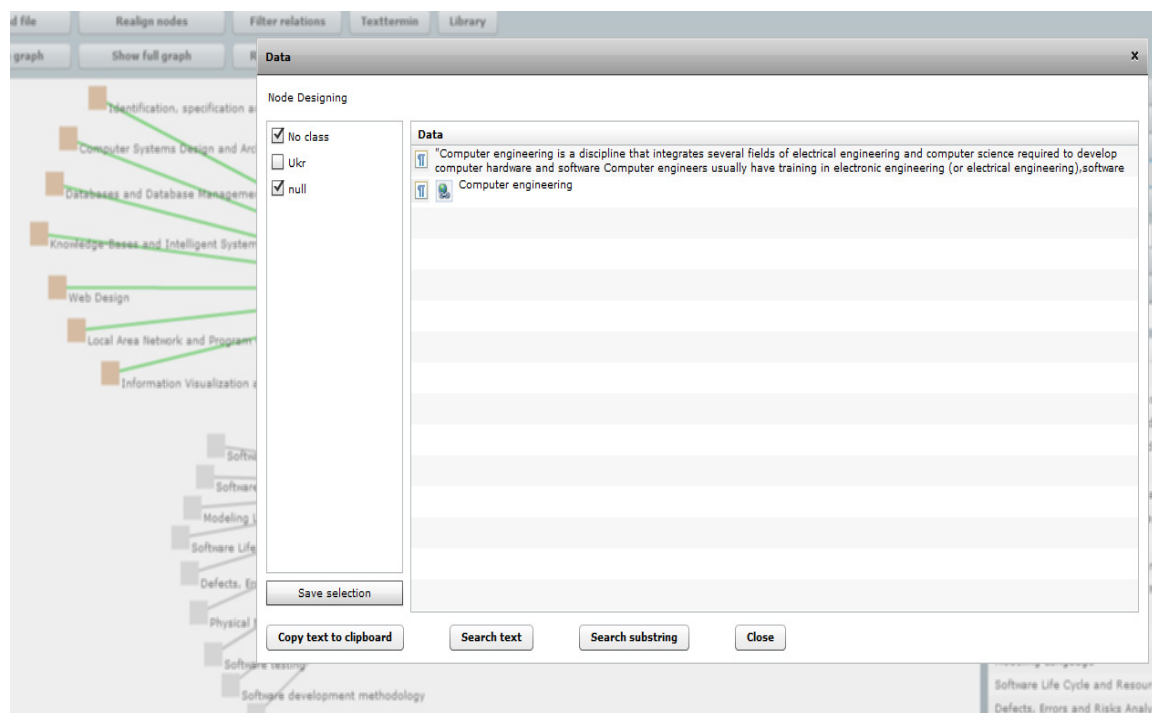 d file Realign nodes Filter relations Texttermin Library
graph Show full graph R
Data x
Node Designing
No class
Ukr
null
Data
"Computer engineering is a discipline that integrates several fields of electrical engineering and computer science required to develop
computer hardware and software Computer engineers usually have training in electronic engineering (or electrical engineering),software
Computer engineering
Identification, specification a
Computer Systems Design and Arc
Databases and Database Manageme
Knowledge Bases and Intelligent System
Web Design
Local Area Network and Program
Information Visualization a
Softw
Software
Modeling L
Software Life
Defects, Er
Physical
Software testing
Software development methodology
Save selection
Copy text to clipboard Search text Search substring Close
Modeling Language
Software Life Cycle and Resour
Defects, Errors and Risks Analy